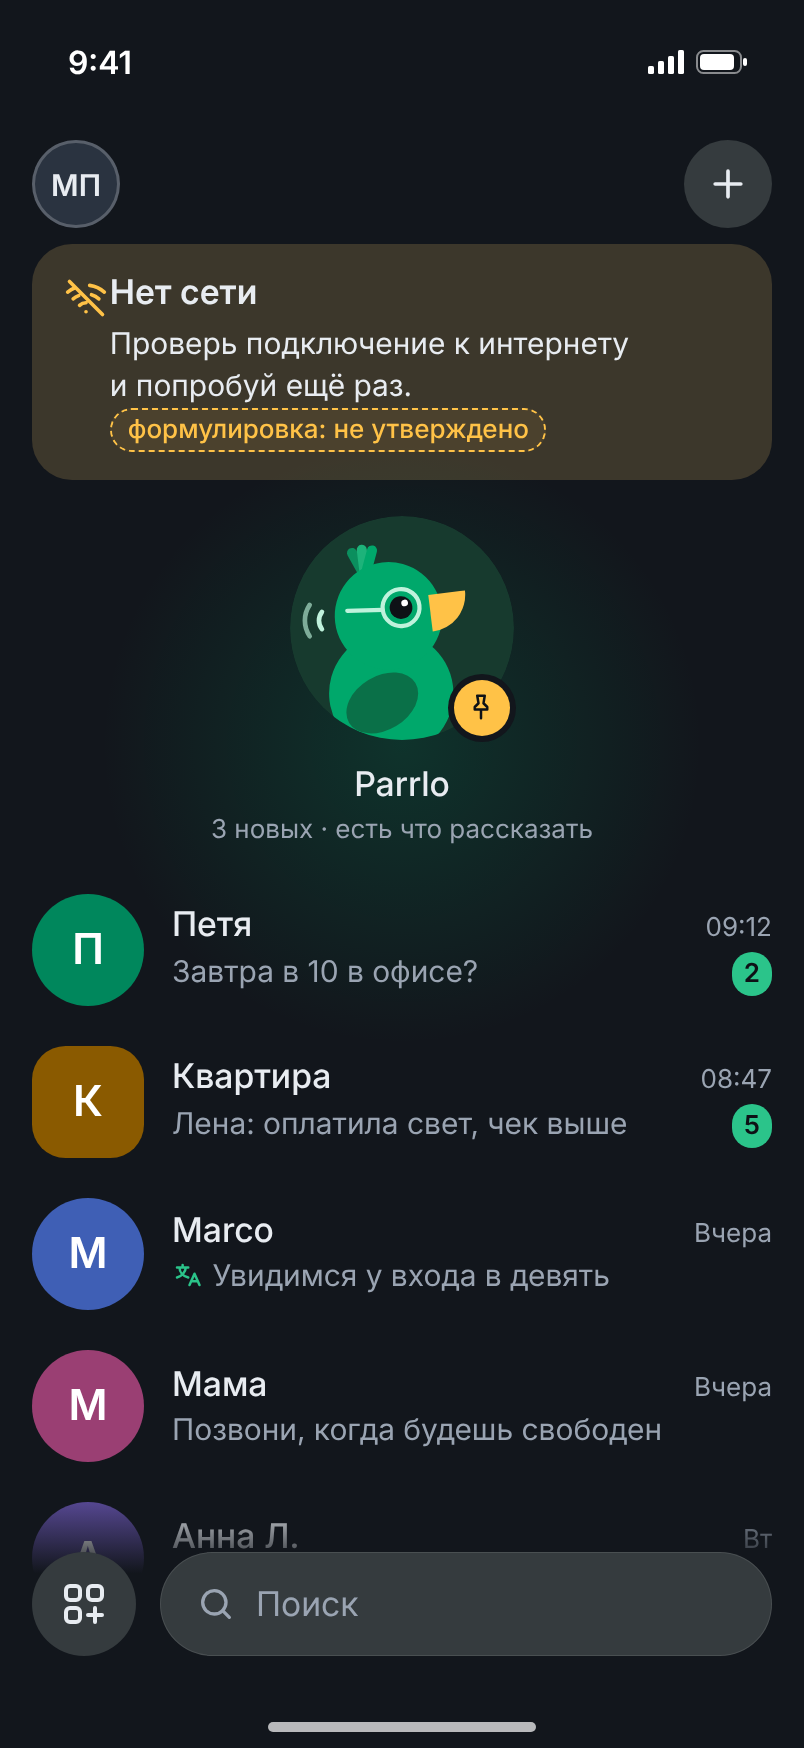 9:41
МП
Нет сети
Проверь подключение к интернету
и попробуй ещё раз.
формулировка: не утверждено
Parrlo
3 новых · есть что рассказать
П
Петя
09:12
Завтра в 10 в офисе?
2
К
Квартира
08:47
Лена: оплатила свет, чек выше
5
M
Marco
Вчера
Увидимся у входа в девять
М
Мама
Вчера
Позвони, когда будешь свободен
А
Анна Л.
Вт
Поиск